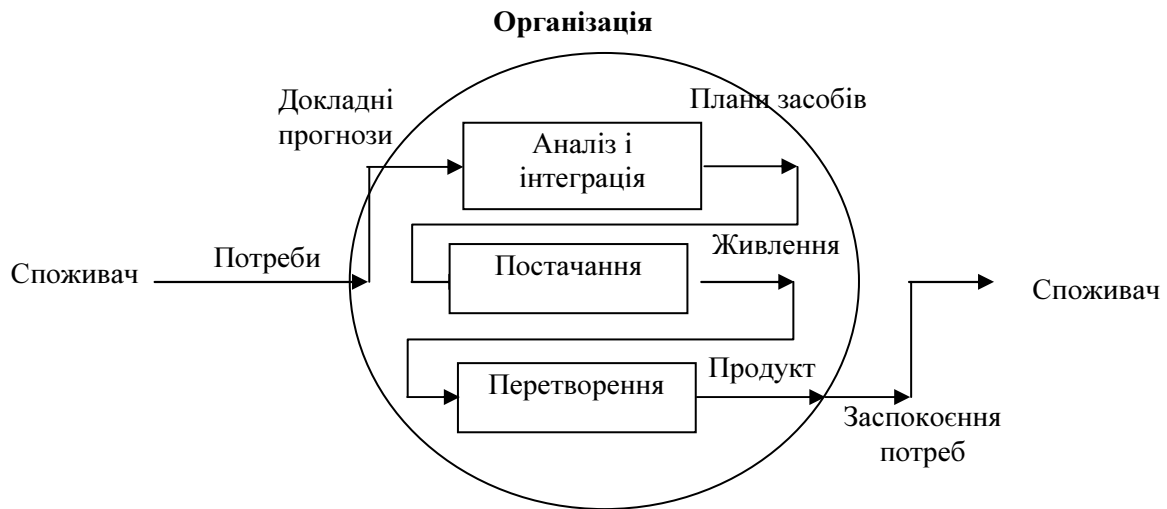 Організація
Докладні
прогнози
Плани засобів
Аналіз і
інтеграція
Споживач
Потреби
Постачання
Живлення
Споживач
Перетворення
Продукт
Заспокоєння
потреб